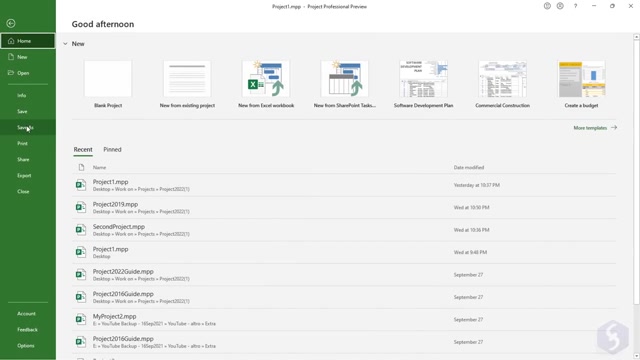 Project1.mpp - Project Professional Preview
Good afternoon
Home
New
Open
Info
Save
Save As
Print
Share
Export
Close
Account
Feedback
Options
New
Blank Project
New from existing project
New from Excel workbook
New from SharePoint Tasks...
SOFTWARE DEVELOPMENT PLAN
Software Development Plan
Commercial Construction
Create a budget
More templates
Recent Pinned
Name Date modified
Project1.mpp
Desktop » Work on » Projects » Project2022[1]
Yesterday at 10:37 PM
Project2019.mpp
Desktop » Work on » Projects » Project2022[1]
Wed at 10:50 PM
SecondProject.mpp
Desktop » Work on » Projects » Project2022[1]
Wed at 10:36 PM
Project1.mpp
Desktop
Wed at 9:48 PM
Project2022Guide.mpp
Desktop » Work on » Projects » Project2022[1]
September 27
Project2016Guide.mpp
Desktop » Work on » Projects » Project2022[1]
September 27
MyProject2.mpp
E: » YouTube Backup - 16Sep2021 » YouTube - altro » Extra
September 27
Project2016Guide.mpp
E: » YouTube Backup - 16Sep2021 » YouTube - altro » Extra
September 27